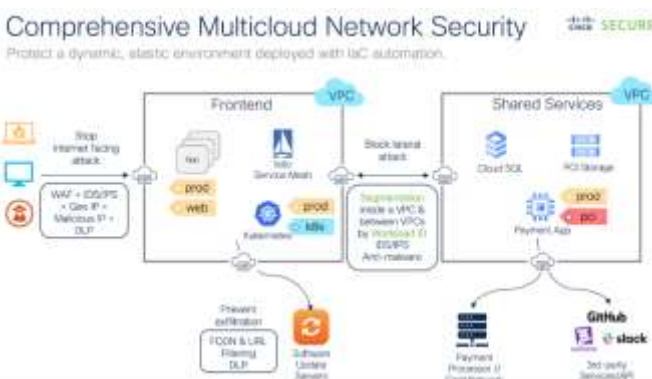 Comprehensive Multicloud Network Security
CISCO SECURE
Protect a dynamic, elastic environment deployed with IaC automation.
VPC
VPC
Frontend
Shared Services
Stop
internet facing
attack
WAF + IDS/IPS
+ Geo IP +
Malicious IP +
DLP
prod
web
Istio
Service Mesh
Kubernetes
prod
k8s
Block lateral
attack
Segmentation
inside a VPC &
between VPCs
by Workload ID
IDS/IPS
Anti-malware
Cloud SQL
PCI Storage
Payment App
prod
pci
Prevent
exfiltration
FQDN & URL
Filtering
DLP
Software
Update
Servers
Payment
Processor //
GitHub
slack
3rd-party
Services/API